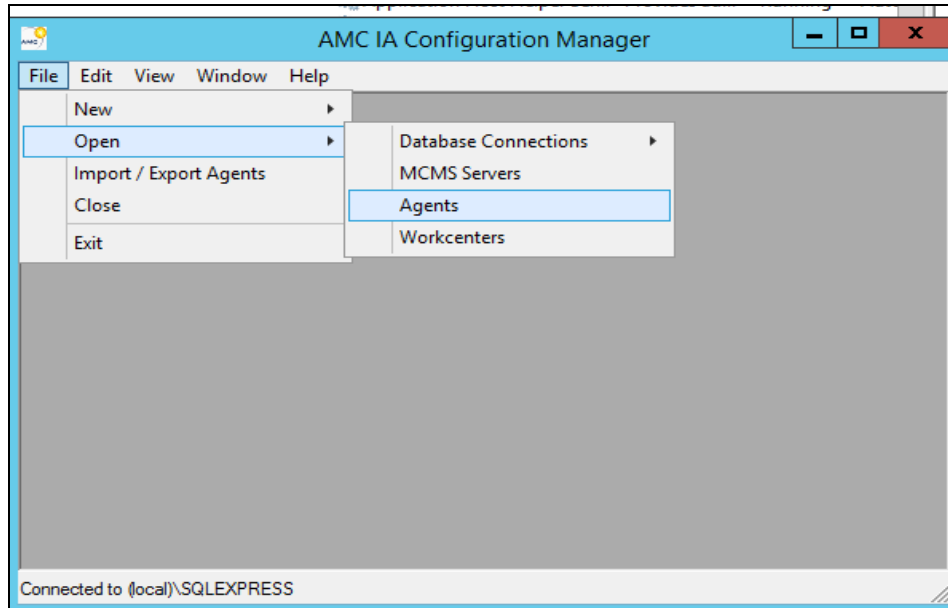 AMC IA Configuration Manager
File Edit View Window Help
New
Open
Import / Export Agents
Close
Exit
Database Connections
MCMS Servers
Agents
Workcenters
Connected to (local)\SQLEXPRESS